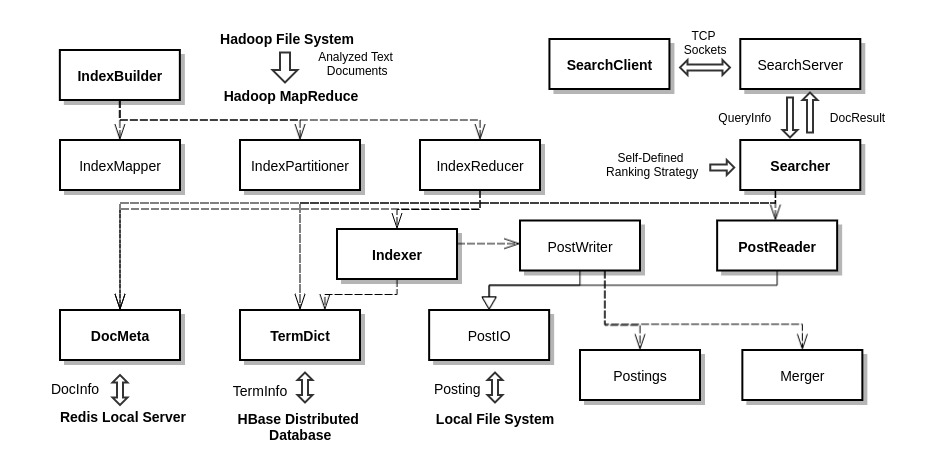 Hadoop File System
Analyzed Text
Documents
Hadoop MapReduce
IndexBuilder
SearchClient
TCP
Sockets
SearchServer
QueryInfo
DocResult
IndexMapper
IndexPartitioner
IndexReducer
Self-Defined
Ranking Strategy
Searcher
Indexer
PostWriter
PostReader
DocMeta
TermDict
PostIO
Postings
Merger
DocInfo
TermInfo
Posting
Redis Local Server
HBase Distributed
Database
Local File System